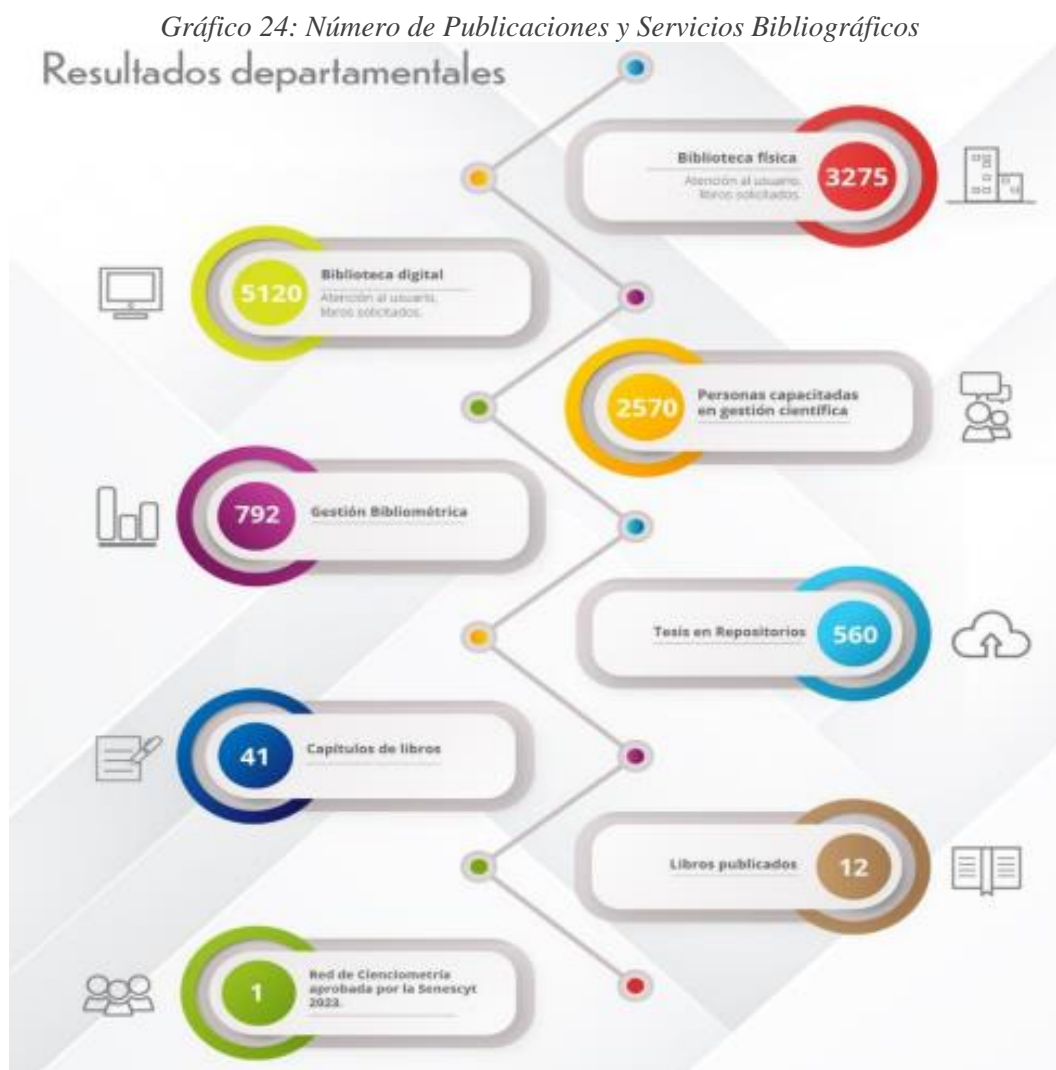 Gráfico 24: Número de Publicaciones y Servicios Bibliográficos
Resultados departamentales
Biblioteca física
Atención al usuario,
libros solicitados.
3275
5120
Biblioteca digital
Atención al usuario,
libros solicitados.
2570
Personas capacitadas
en gestión científica
792
Gestión Bibliométrica
Tesis en Repositorios
560
41
Capítulos de libros
Libros publicados
12
1
Red de Cienciometría
aprobada por la Senescyt
2023.